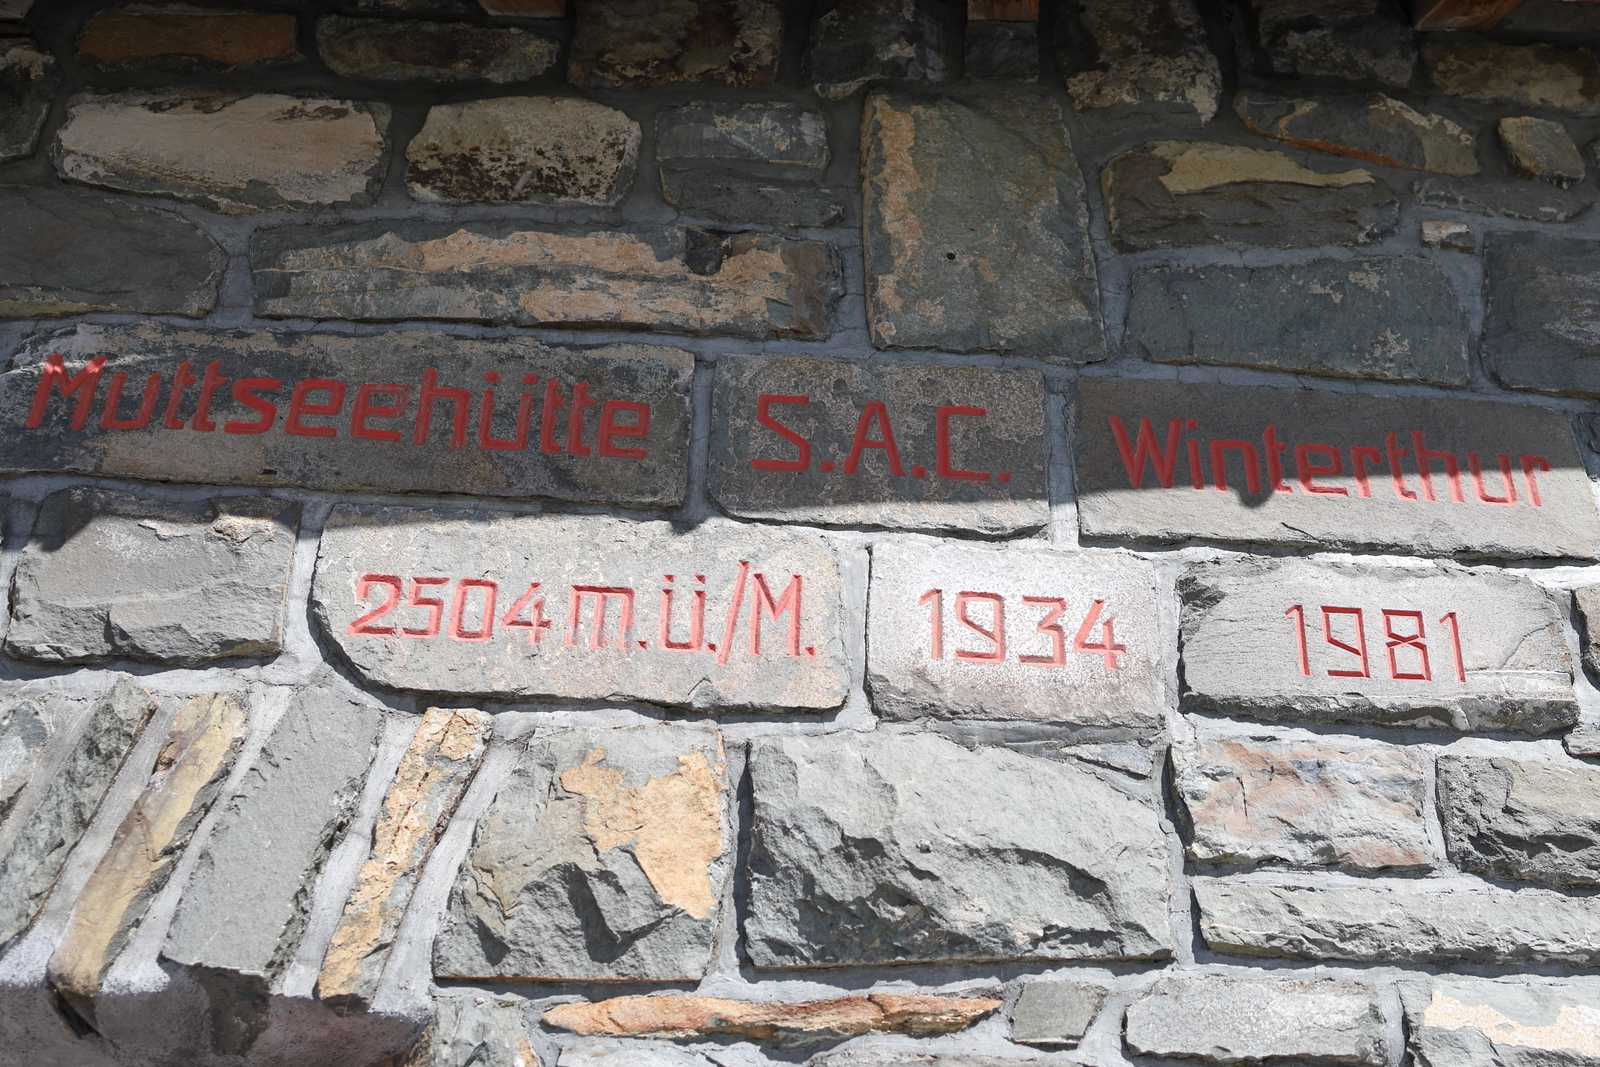 Muttseehütte S.A.C. Winterthur
2504 m.ü./M. 1934 1981